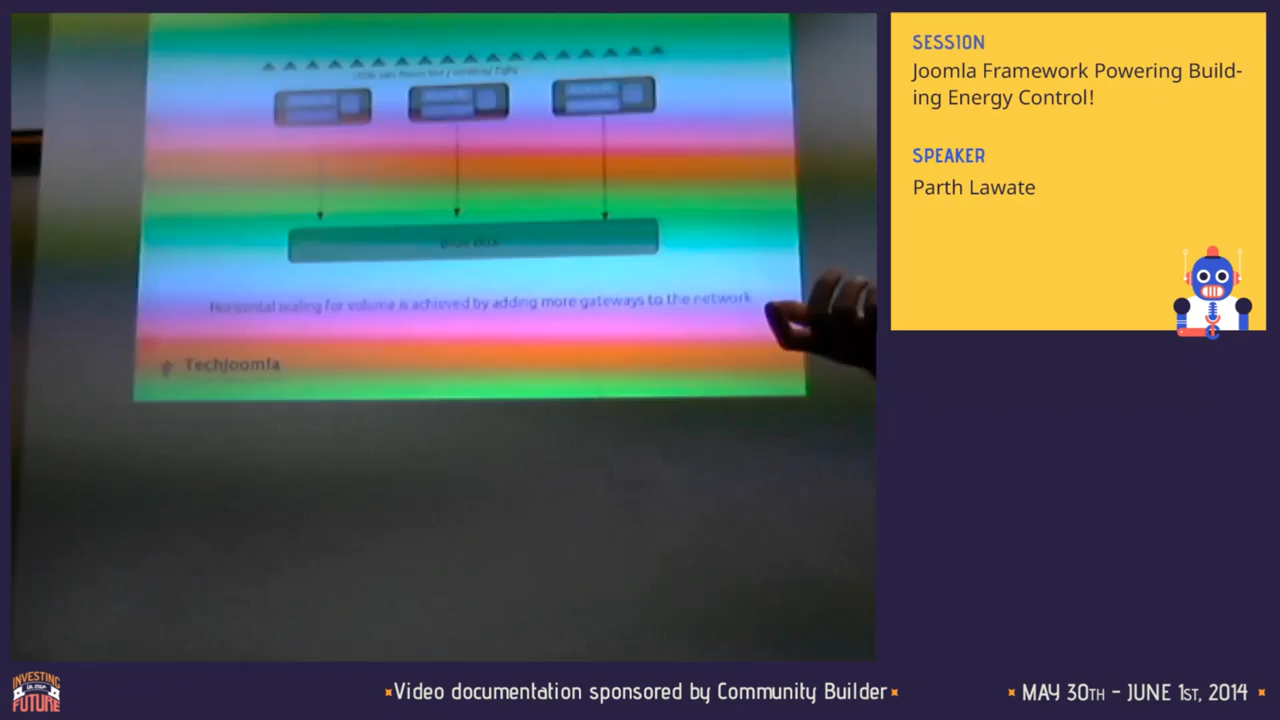 Horizontal scaling for volume is achieved by adding more gateways to the network
TechJoomla
SESSION
Joomla Framework Powering Build-
ing Energy Control!
SPEAKER
Parth Lawate
INVESTING
IN OUR
FUTURE
Video documentation sponsored by Community Builder
MAY 30TH - JUNE 1ST, 2014